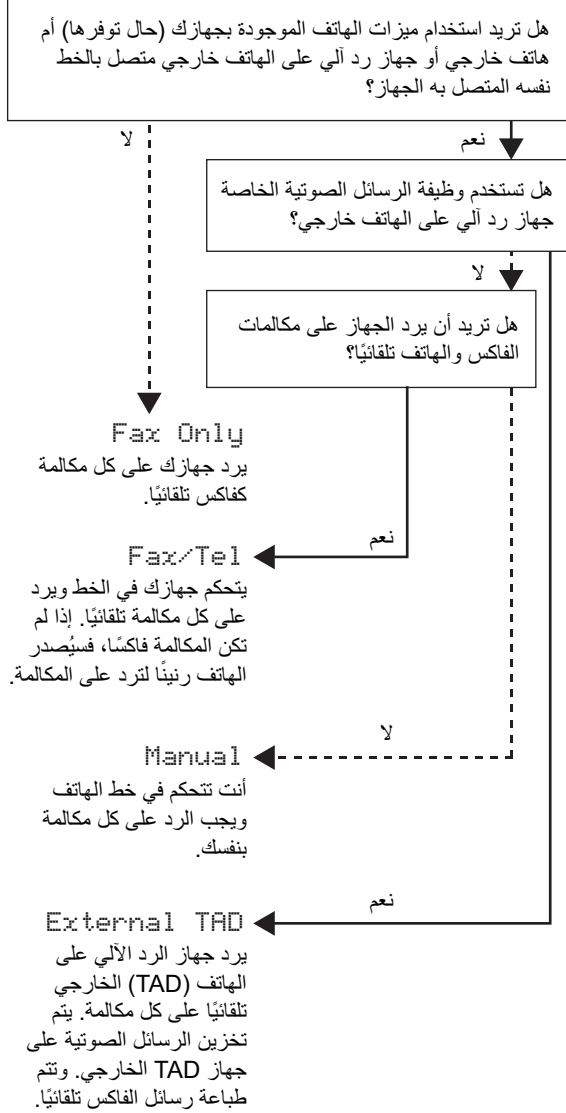 هل تريد استخدام ميزات الهاتف الموجودة بجهازك (حال توفرها) أم
هاتف خارجي أو جهاز رد آلي على الهاتف خارجي متصل بالخط
نفسه المتصل به الجهاز؟
لا
نعم
هل تستخدم وظيفة الرسائل الصوتية الخاصة
جهاز رد آلي على الهاتف خارجي؟
لا
هل تريد أن يرد الجهاز على مكالمات
الفاكس والهاتف تلقائيًا؟
Fax Only
يرد جهازك على كل مكالمة
كفاكس تلقائيًا.
نعم
Fax/Tel
يتحكم جهازك في الخط ويرد
على كل مكالمة تلقائيًا. إذا لم
تكن المكالمة فاكسًا، فسيُصدر
الهاتف رنينًا لترد على المكالمة.
لا
Manual
أنت تتحكم في خط الهاتف
ويجب الرد على كل مكالمة
بنفسك.
نعم
External TAD
يرد جهاز الرد الآلي على
الهاتف (TAD) الخارجي
تلقائيًا على كل مكالمة. يتم
تخزين الرسائل الصوتية على
جهاز TAD الخارجي. وتتم
طباعة رسائل الفاكس تلقائيًا.